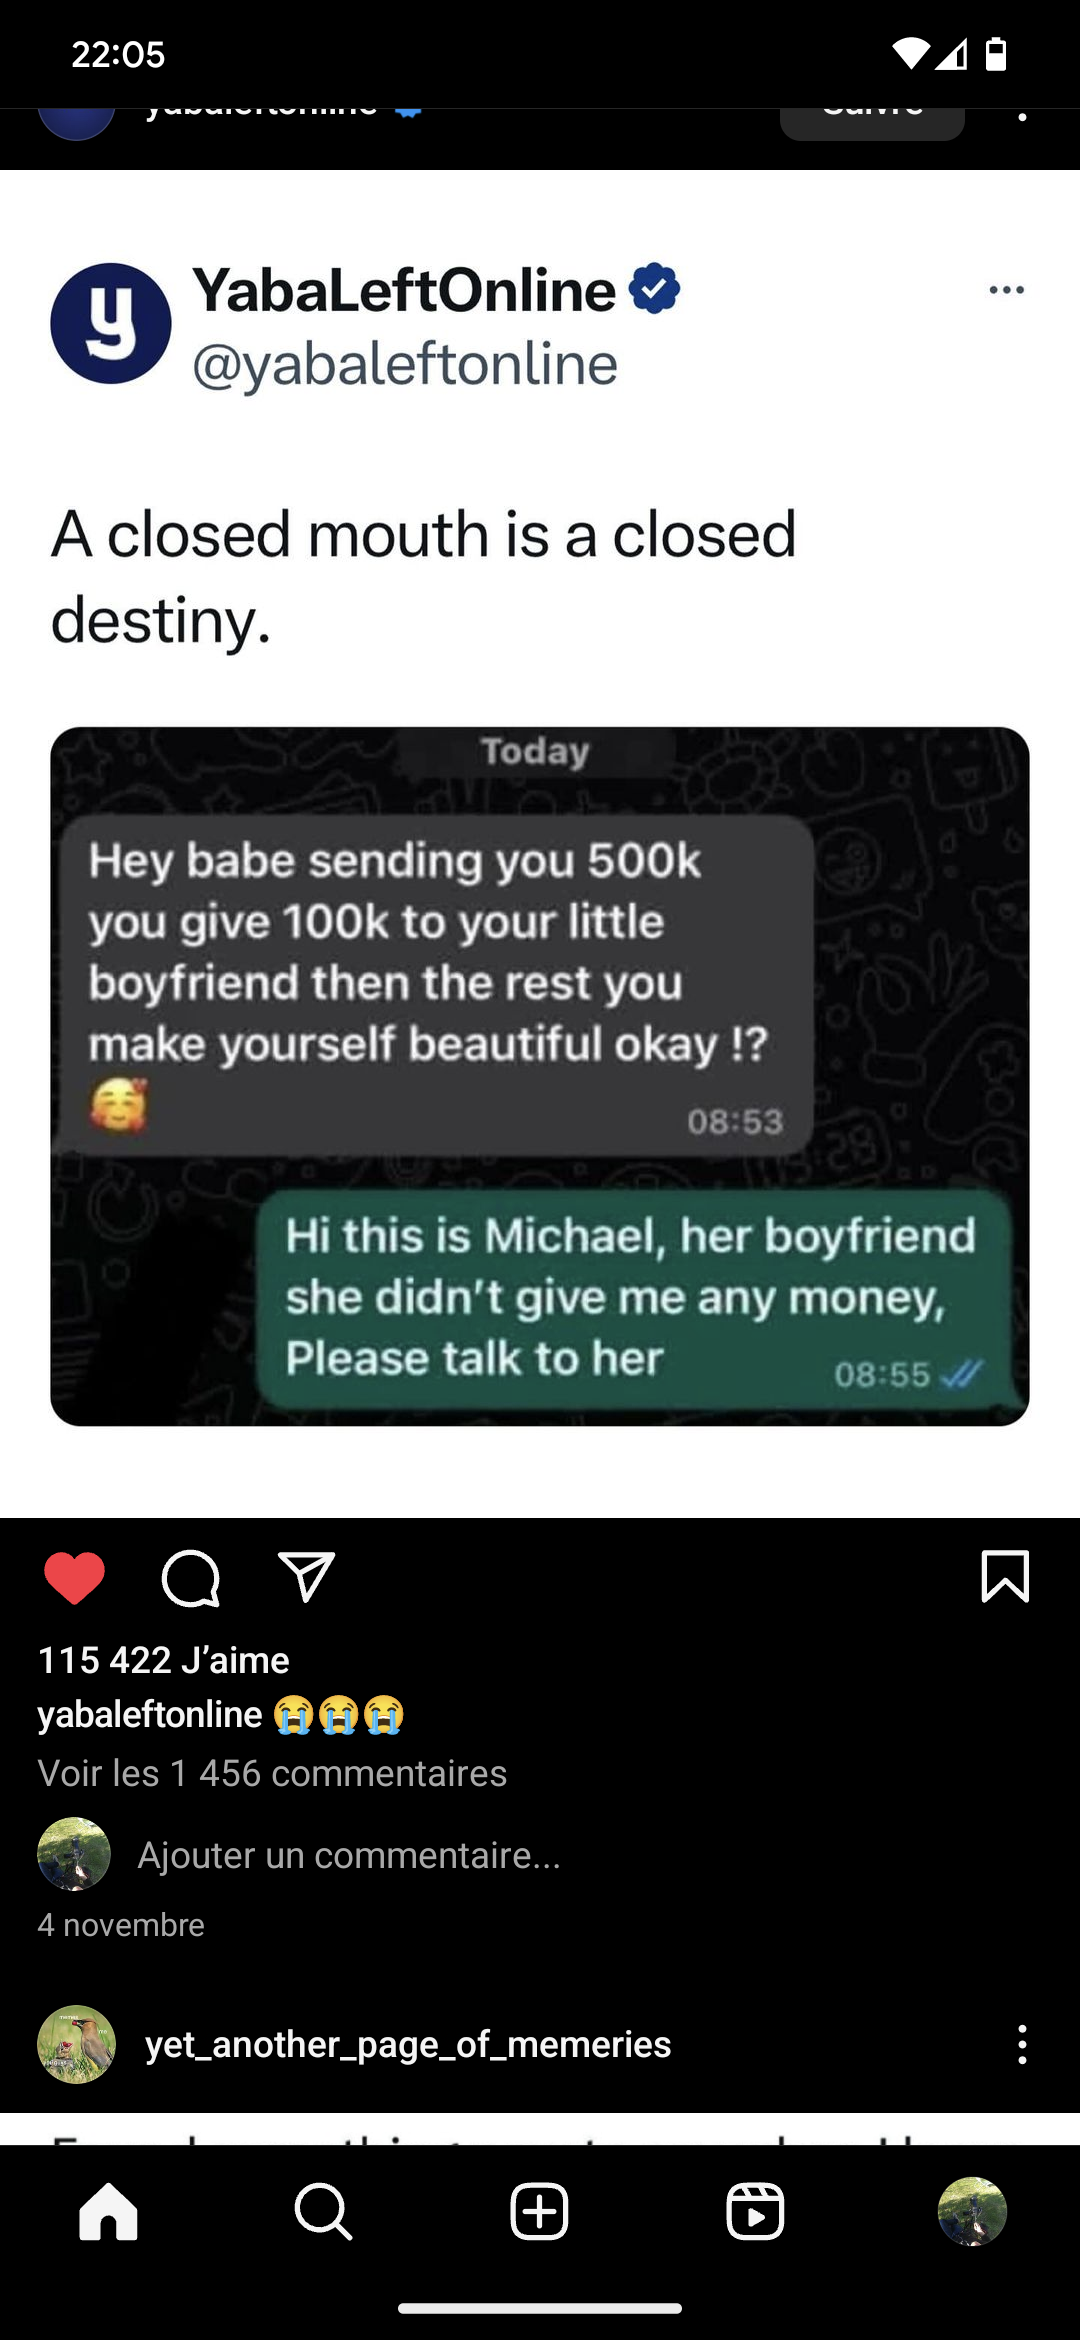 22:05
YabaLeftOnline
@yabaleftonline
A closed mouth is a closed
destiny.
Today
Hey babe sending you 500k
you give 100k to your little
boyfriend then the rest you
make yourself beautiful okay !?
🥰
08:53
Hi this is Michael, her boyfriend
she didn't give me any money,
Please talk to her
08:55
115 422 J’aime
yabaleftonline 😭😭😭
Voir les 1 456 commentaires
Ajouter un commentaire...
4 novembre
yet_another_page_of_memeries